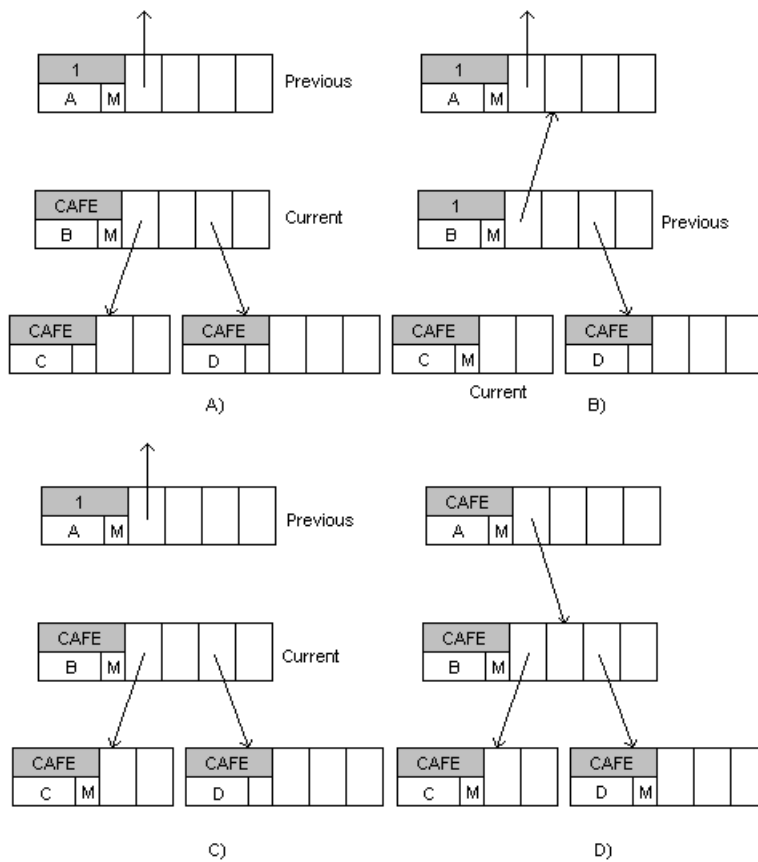 1 1
A M Previous A M
CAFE 1
B M Current B M Previous
CAFE CAFE CAFE CAFE
C D C M D
Current
A) B)
1 CAFE
A M Previous A M
CAFE CAFE
B M Current B M
CAFE CAFE CAFE CAFE
C M D C M D M
C) D)